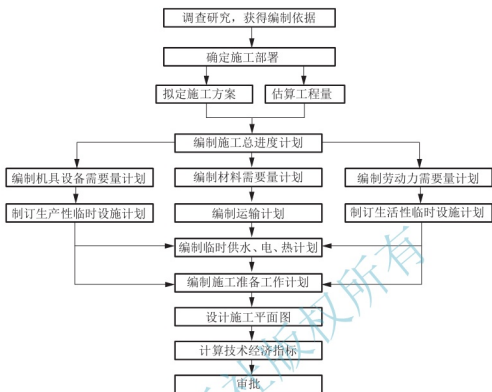 调查研究，获得编制依据
确定施工部署
拟定施工方案
估算工程量
编制施工总进度计划
编制机具设备需要量计划
编制材料需要量计划
编制劳动力需要量计划
制订生产性临时设施计划
编制运输计划
制订生活性临时设施计划
编制临时供水、电、热计划
编制施工准备工作计划
设计施工平面图
计算技术经济指标
审批
社版权所有